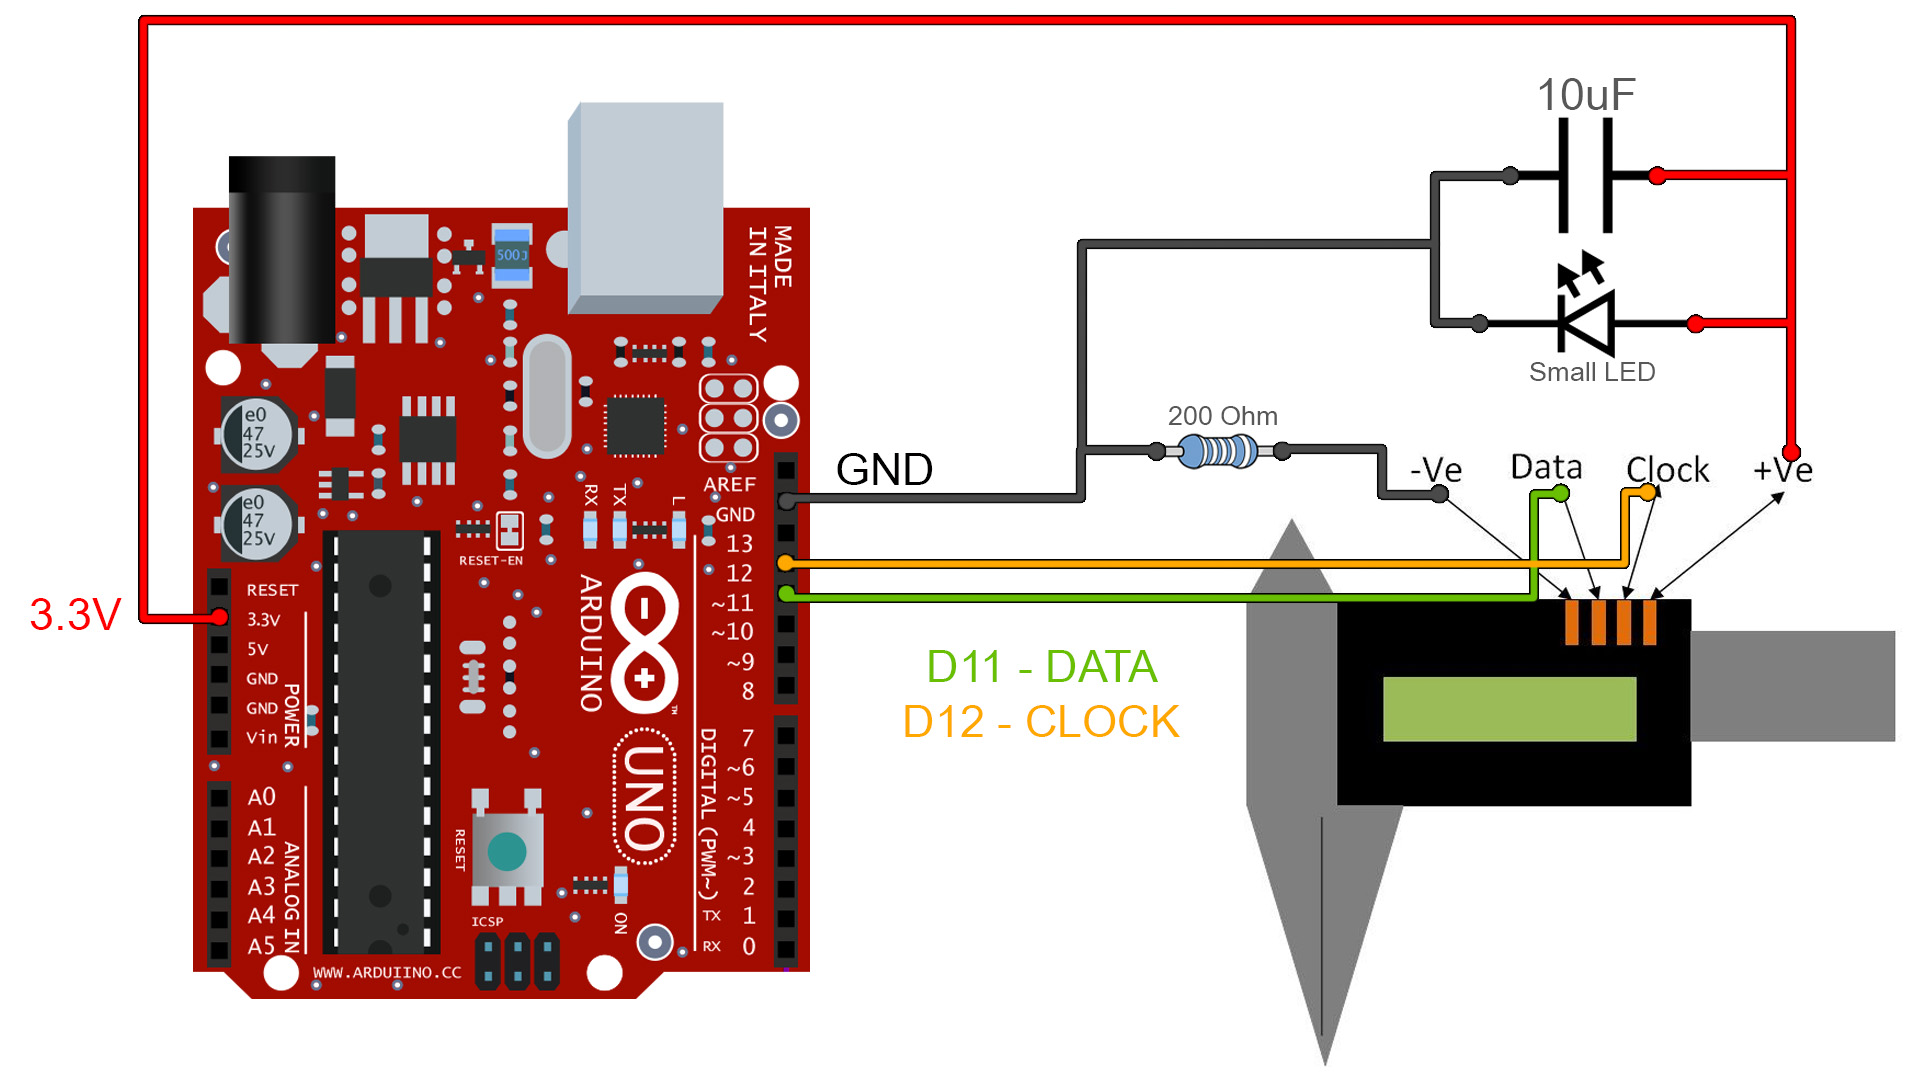 10uF
Small LED
200 Ohm
-Ve
Data
Clock
+Ve
GND
3.3V
D11 - DATA
D12 - CLOCK
MADE
IN ITALY
500J
e0
47
25V
e0
47
25V
RX
TX
L
RESET-EN
AREF
GND
13
12
~11
~10
~9
8
7
~6
~5
4
~3
2
TX 1
RX 0
DIGITAL (PWM~)
ARDUINO
TM
UNO
RESET
3.3V
5V
GND
GND
Vin
POWER
A0
A1
A2
A3
A4
A5
ANALOG IN
RESET
ICSP
ON
WWW.ARDUIINO.CC